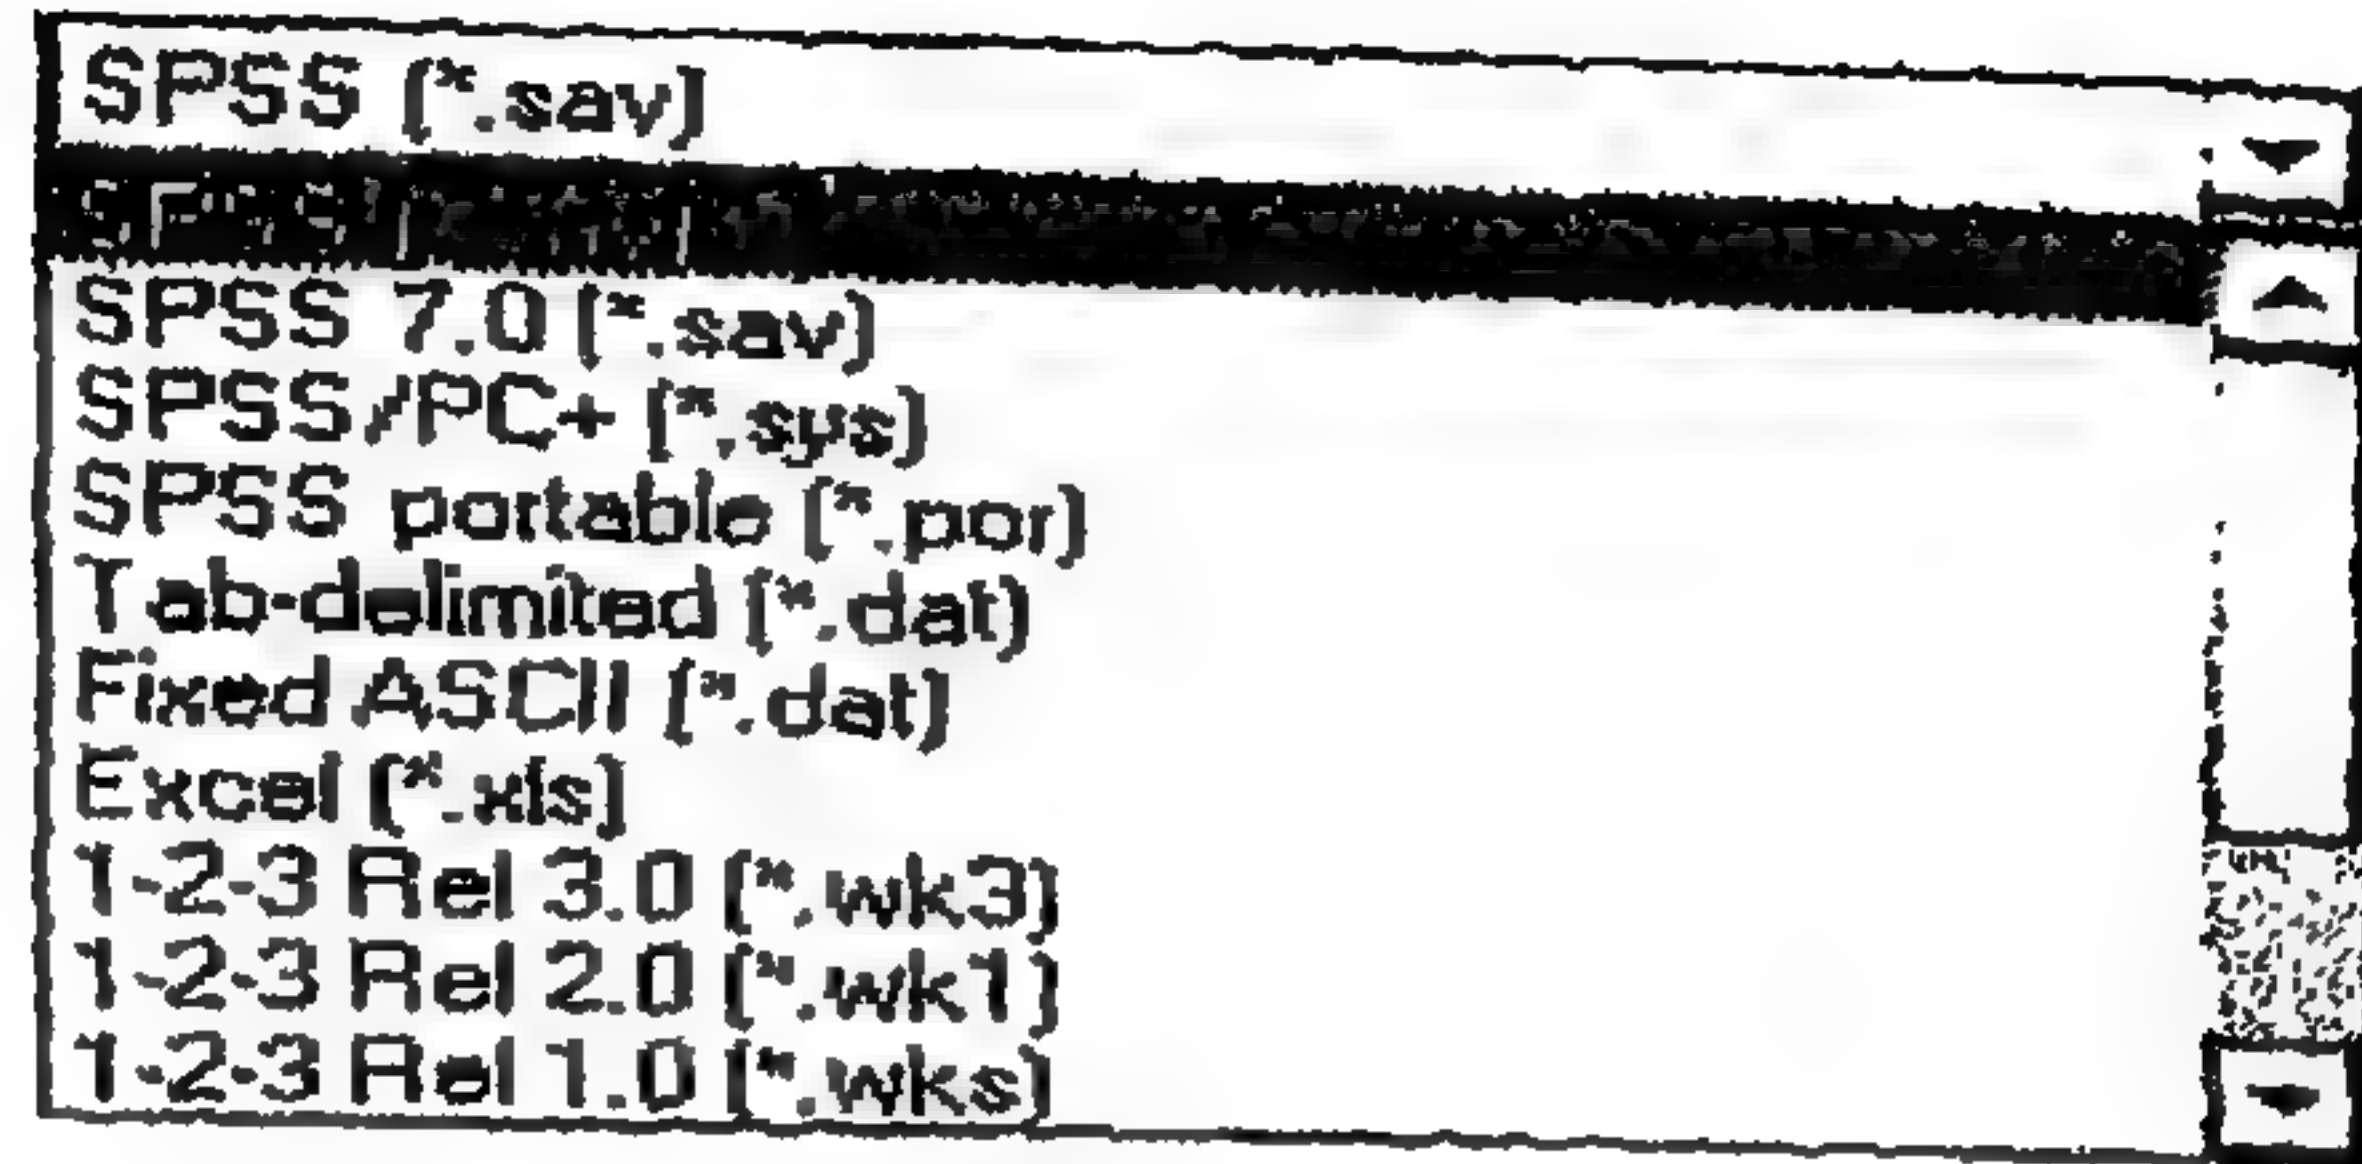 SPSS (*.sav)
SPSS (*.sav)
SPSS 7.0 (*.sav)
SPSS/PC+ (*.sys)
SPSS portable (*.por)
Tab-delimited (*.dat)
Fixed ASCII (*.dat)
Excel (*.xls)
1-2-3 Rel 3.0 (*.wk3)
1-2-3 Rel 2.0 (*.wk1)
1-2-3 Rel 1.0 (*.wks)